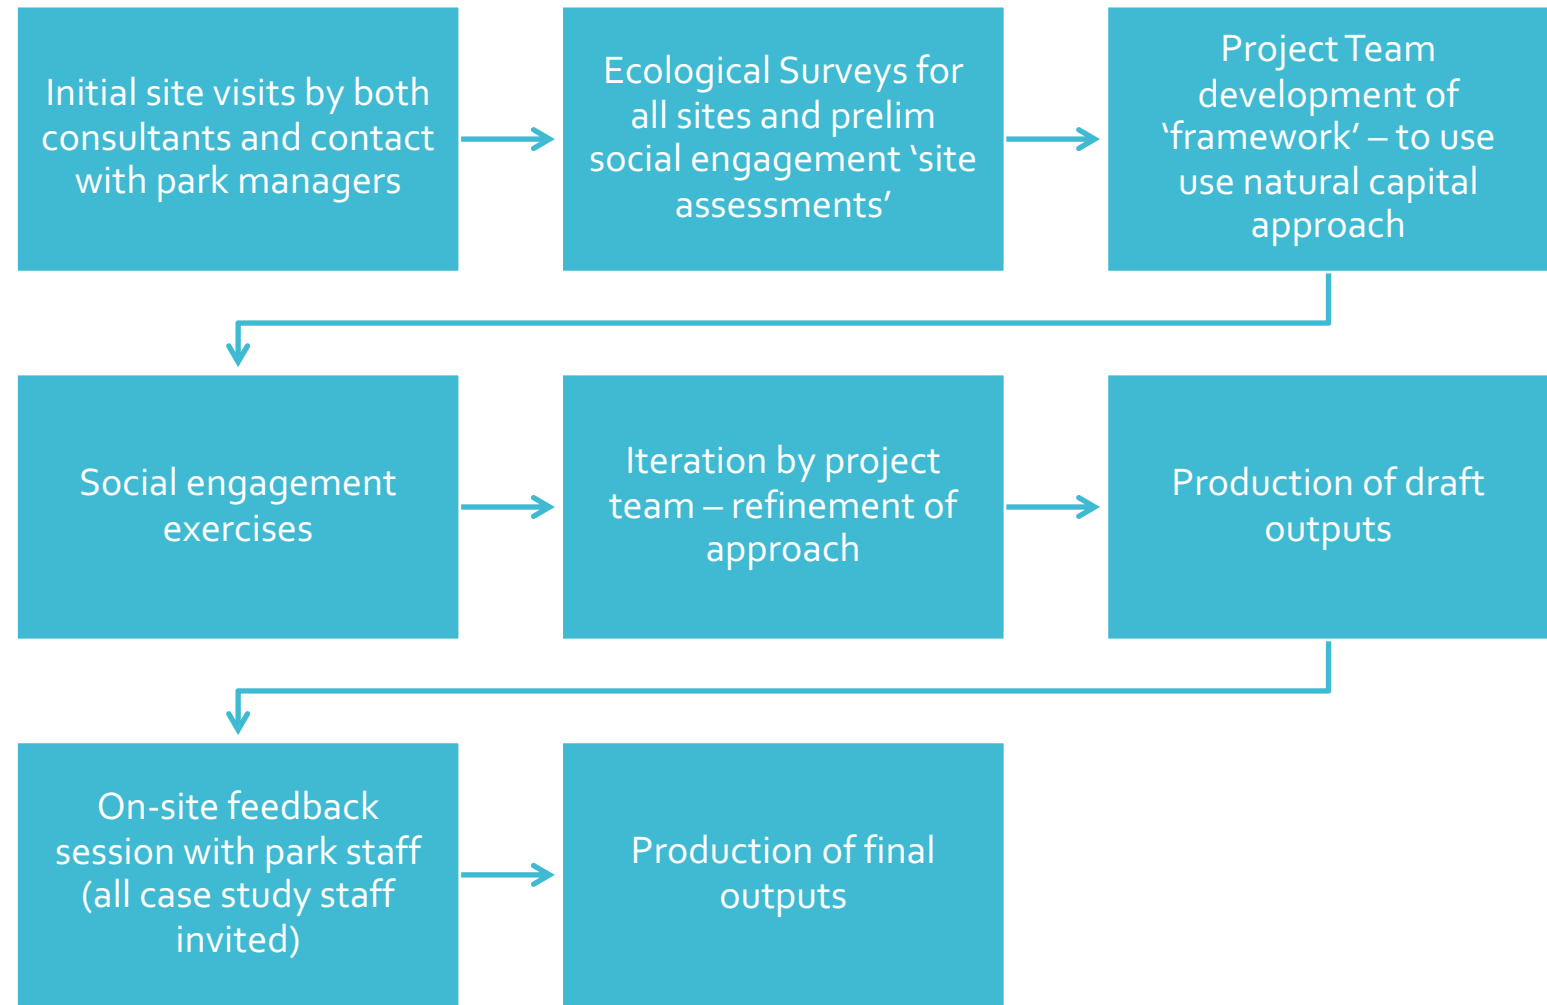 Initial site visits by both
consultants and contact
with park managers
Ecological Surveys for
all sites and prelim
social engagement ‘site
assessments’
Project Team
development of
‘framework’ – to use
use natural capital
approach
Social engagement
exercises
Iteration by project
team – refinement of
approach
Production of draft
outputs
On-site feedback
session with park staff
(all case study staff
invited)
Production of final
outputs